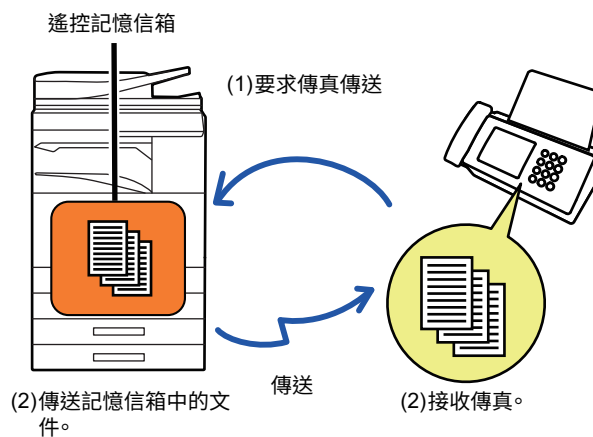 遙控記憶信箱
(1)要求傳真傳送
傳送
(2)傳送記憶信箱中的文
件。
(2)接收傳真。